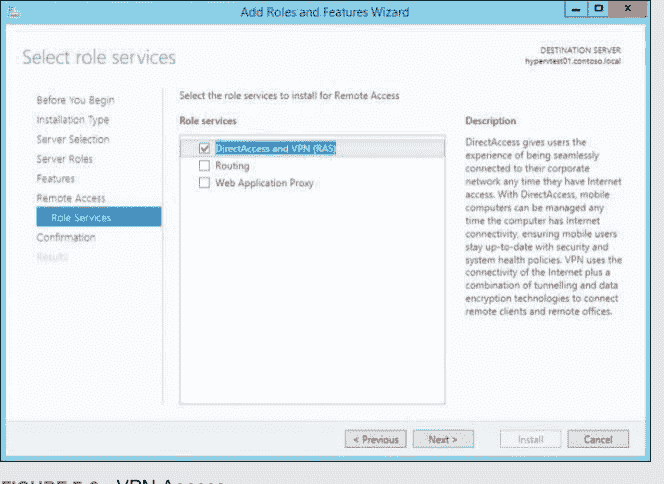 Add Roles and Features Wizard
Select role services
DESTINATION SERVER
hypervtest01.contoso.local
Before You Begin
Installation Type
Server Selection
Server Roles
Features
Remote Access
Role Services
Confirmation
Results
Select the role services to install for Remote Access
Role services
DirectAccess and VPN (RAS)
Routing
Web Application Proxy
Description
DirectAccess gives users the
experience of being seamlessly
connected to their corporate
network any time they have Internet
access. With DirectAccess, mobile
computers can be managed any
time the computer has Internet
connectivity, ensuring mobile users
stay up-to-date with security and
system health policies. VPN uses the
connectivity of the Internet plus a
combination of tunnelling and data
encryption technologies to connect
remote clients and remote offices.
< Previous
Next >
Install
Cancel
VPN Access